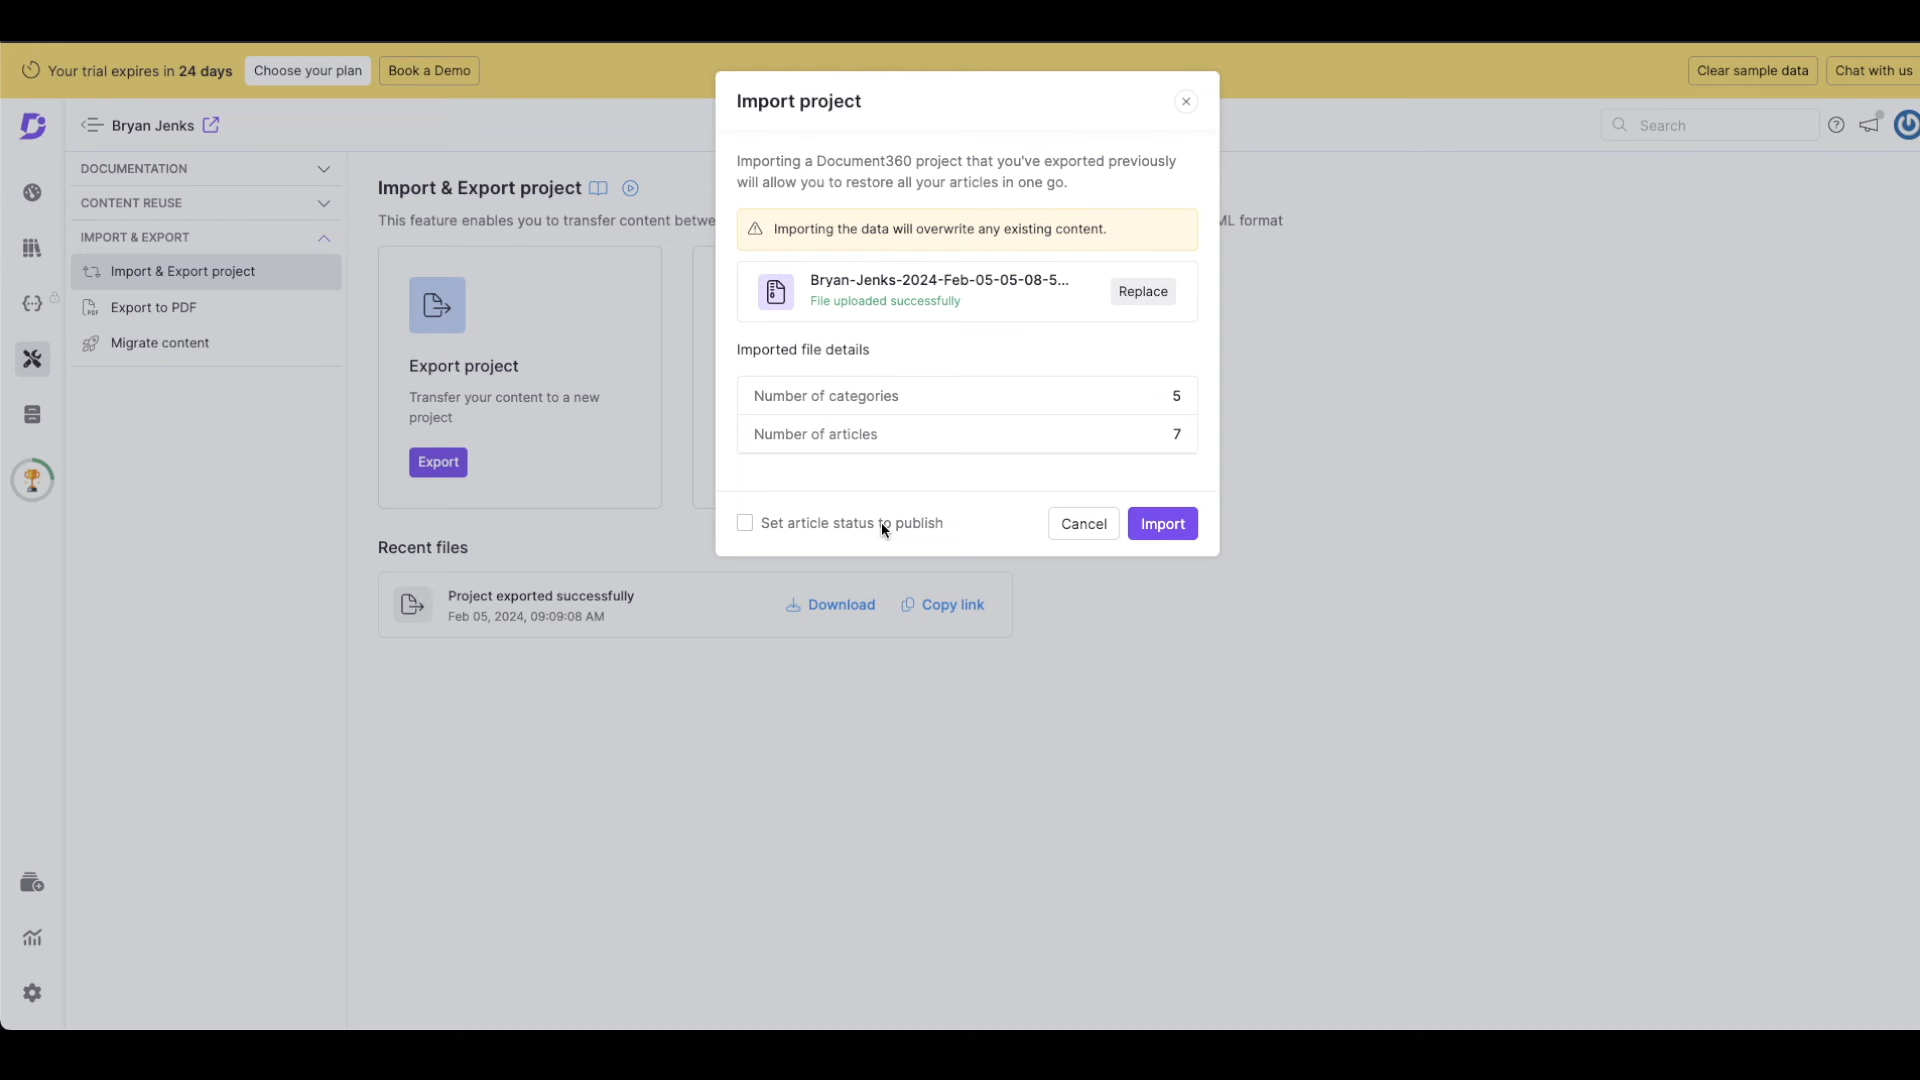 Your trial expires in 24 days
Choose your plan
Book a Demo
Clear sample data
Chat with us
Bryan Jenks
Search
DOCUMENTATION
CONTENT REUSE
IMPORT & EXPORT
Import & Export project
Export to PDF
Migrate content
Import & Export project
This feature enables you to transfer content betwe
ML format
Export project
Transfer your content to a new
project
Export
Recent files
Project exported successfully
Feb 05, 2024, 09:09:08 AM
Download
Copy link
Import project
Importing a Document360 project that you've exported previously
will allow you to restore all your articles in one go.
Importing the data will overwrite any existing content.
Bryan-Jenks-2024-Feb-05-05-08-5...
File uploaded successfully
Replace
Imported file details
Number of categories 5
Number of articles 7
Set article status to publish
Cancel
Import